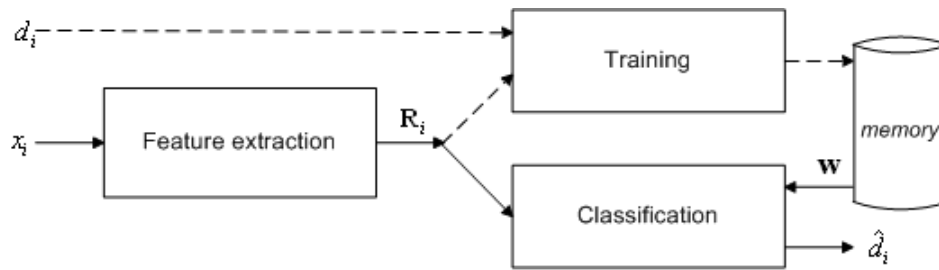 d_i
Training
x_i
Feature extraction
R_i
memory
w
Classification
d̂_i